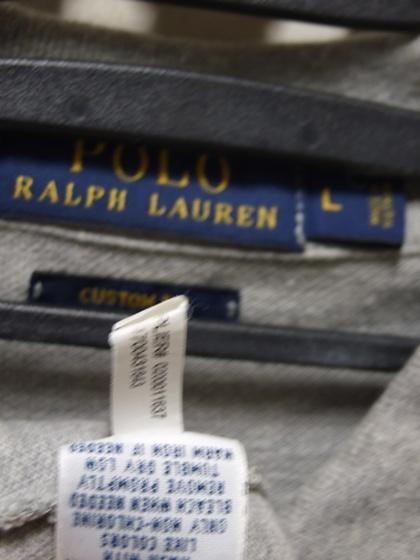 POLO
RALPH LAUREN
L
CUSTOM
020001637
LIKE COLORS
ONLY NON-CHLORINE
BLEACH WHEN NEEDED
REMOVE PROMPTLY
TUMBLE DRY LOW
WARM IRON IF NEEDED